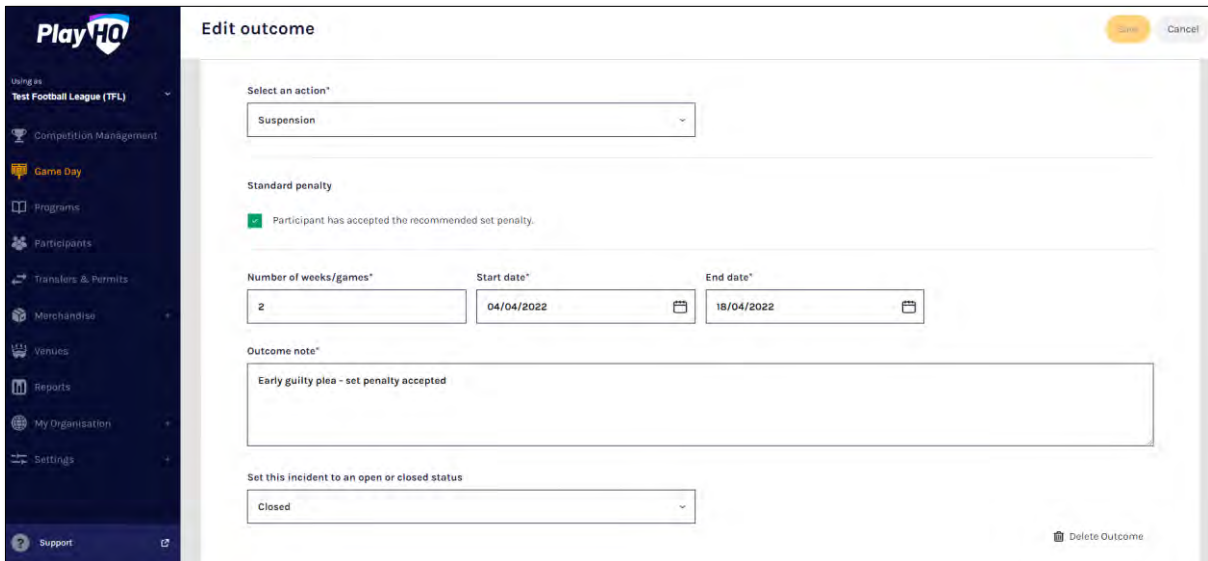 PlayHQ
Edit outcome
Save
Cancel
Using as
Test Football League (TFL)
Competition Management
Game Day
Programs
Participants
Transfers & Permits
Merchandise
Venues
Reports
My Organisation
Settings
Support
Select an action*
Suspension
Standard penalty
Participant has accepted the recommended set penalty.
Number of weeks/games*
Start date*
End date*
2
04/04/2022
18/04/2022
Outcome note*
Early guilty plea - set penalty accepted
Set this incident to an open or closed status
Closed
Delete Outcome